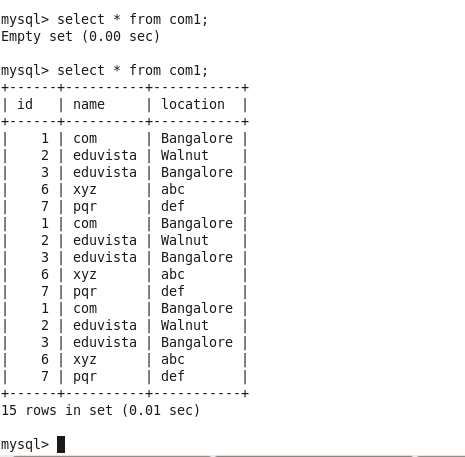 mysql> select * from com1;
Empty set (0.00 sec)
mysql> select * from com1;
+------+----------+-----------+
| id   | name     | location  |
+------+----------+-----------+
|    1 | com      | Bangalore |
|    2 | eduvista | Walnut    |
|    3 | eduvista | Bangalore |
|    6 | xyz      | abc       |
|    7 | pqr      | def       |
|    1 | com      | Bangalore |
|    2 | eduvista | Walnut    |
|    3 | eduvista | Bangalore |
|    6 | xyz      | abc       |
|    7 | pqr      | def       |
|    1 | com      | Bangalore |
|    2 | eduvista | Walnut    |
|    3 | eduvista | Bangalore |
|    6 | xyz      | abc       |
|    7 | pqr      | def       |
+------+----------+-----------+
15 rows in set (0.01 sec)
mysql>